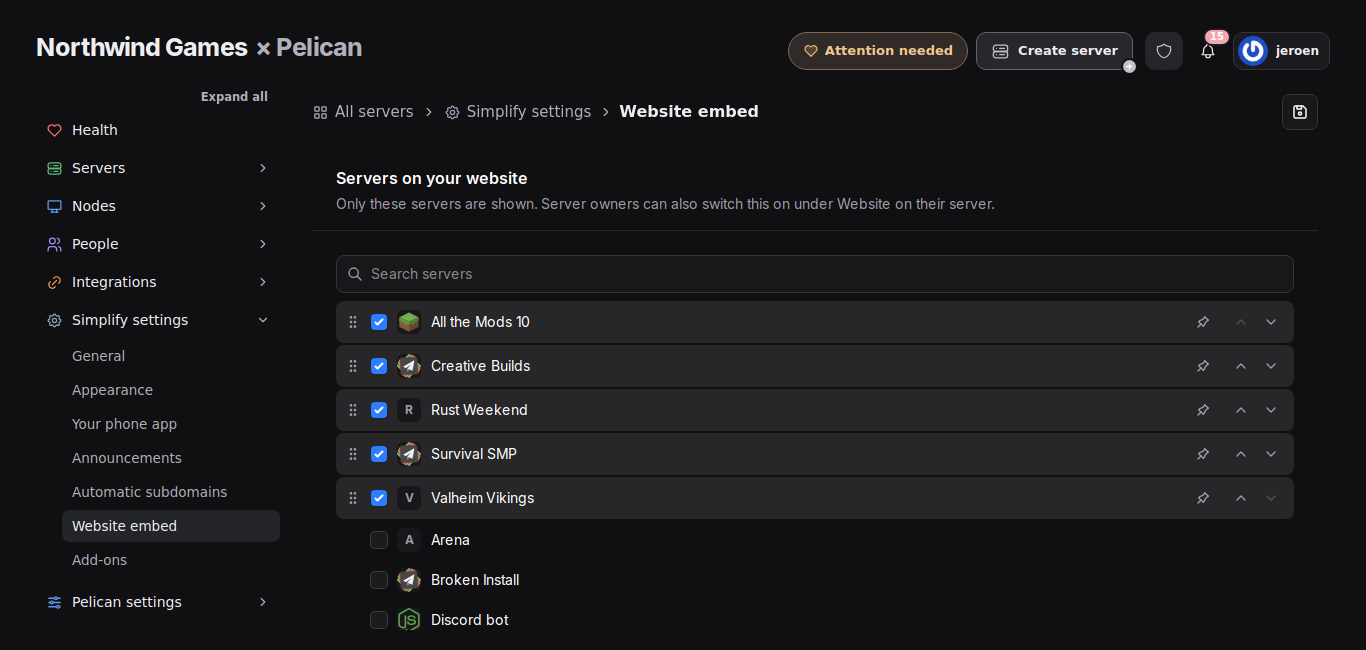 Northwind Games × Pelican
Attention needed
Create server
15
jeroen
Expand all
Health
Servers
Nodes
People
Integrations
Simplify settings
General
Appearance
Your phone app
Announcements
Automatic subdomains
Website embed
Add-ons
Pelican settings
All servers > Simplify settings > Website embed
Servers on your website
Only these servers are shown. Server owners can also switch this on under Website on their server.
Search servers
All the Mods 10
Creative Builds
R Rust Weekend
Survival SMP
V Valheim Vikings
A Arena
Broken Install
JS Discord bot